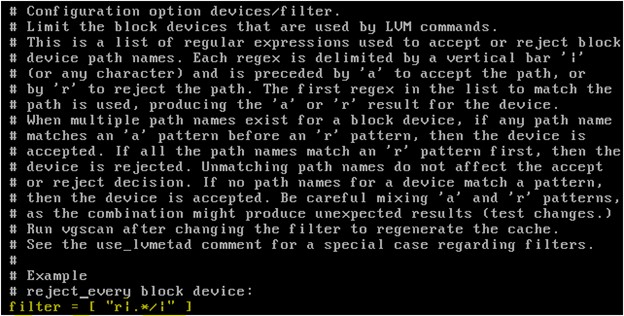 # Configuration option devices/filter.
# Limit the block devices that are used by LVM commands.
# This is a list of regular expressions used to accept or reject block
# device path names. Each regex is delimited by a vertical bar '¦'
# (or any character) and is preceded by 'a' to accept the path, or
# by 'r' to reject the path. The first regex in the list to match the
# path is used, producing the 'a' or 'r' result for the device.
# When multiple path names exist for a block device, if any path name
# matches an 'a' pattern before an 'r' pattern, then the device is
# accepted. If all the path names match an 'r' pattern first, then the
# device is rejected. Unmatching path names do not affect the accept
# or reject decision. If no path names for a device match a pattern,
# then the device is accepted. Be careful mixing 'a' and 'r' patterns,
# as the combination might produce unexpected results (test changes.)
# Run vgscan after changing the filter to regenerate the cache.
# See the use_lvmetad comment for a special case regarding filters.
#
# Example
# reject_every block device:
filter = [ "r¦.*/¦" ]